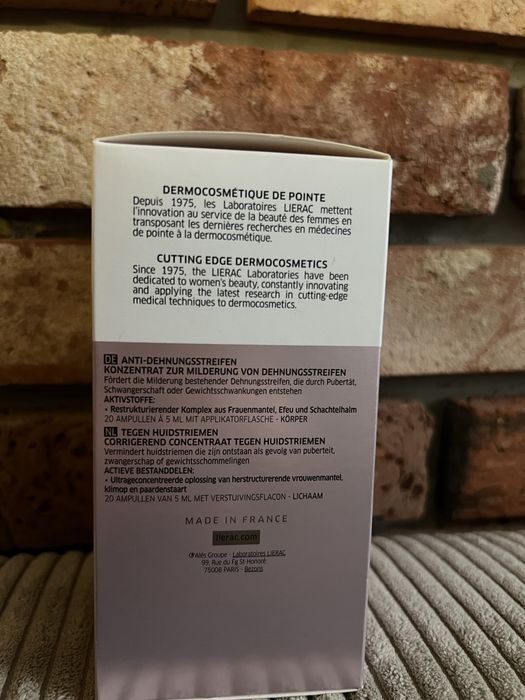 DERMOCOSMÉTIQUE DE POINTE
Depuis 1975, les Laboratoires LIERAC mettent
l'innovation au service de la beauté des femmes en
transposant les dernières recherches en médecines
de pointe à la dermocosmétique.
CUTTING EDGE DERMOCOSMETICS
Since 1975, the LIERAC Laboratories have been
dedicated to women's beauty, constantly innovating
and applying the latest research in cutting-edge
medical techniques to dermocosmetics.
DE ANTI-DEHNUNGSSTREIFEN
KONZENTRAT ZUR MILDERUNG VON DEHNUNGSSTREIFEN
Fördert die Milderung bestehender Dehnungsstreifen, die durch Pubertät,
Schwangerschaft oder Gewichtsschwankungen entstehen
AKTIVSTOFFE:
• Restrukturierender Komplex aus Frauenmantel, Efeu und Schachtelhalm
20 AMPULLEN À 5 ML MIT APPLIKATORFLASCHE - KÖRPER
NL TEGEN HUIDSTRIEMEN
CORRIGEREND CONCENTRAAT TEGEN HUIDSTRIEMEN
Vermindert huidstriemen die zijn ontstaan als gevolg van puberteit,
zwangerschap of gewichtsschommelingen
ACTIEVE BESTANDDELEN:
• Ultrageconcentreerde oplossing van herstructurerende vrouwenmantel,
klimop en paardenstaart
20 AMPULLEN VAN 5 ML MET VERSTUIVINGSFLACON - LICHAAM
MADE IN FRANCE
lierac.com
Alès Groupe - Laboratoires LIERAC
99, Rue du Fg St-Honoré
75008 PARIS - Bezons